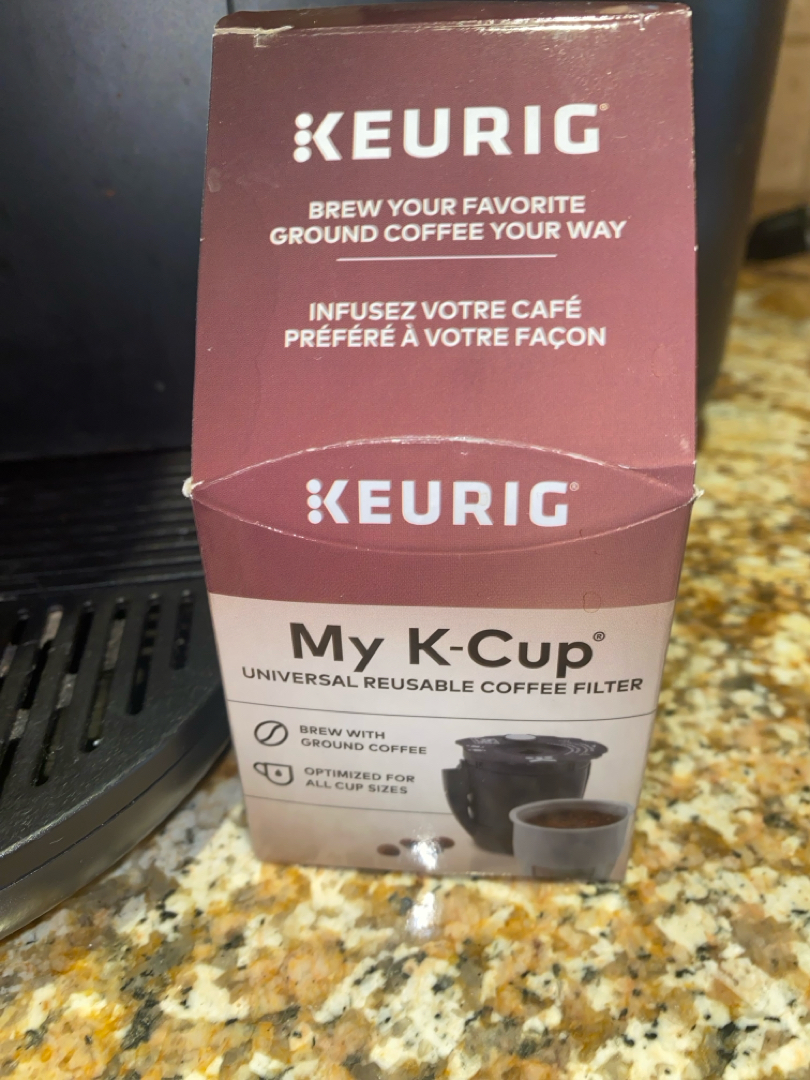 KEURIG®
BREW YOUR FAVORITE
GROUND COFFEE YOUR WAY
INFUSEZ VOTRE CAFÉ
PRÉFÉRÉ À VOTRE FAÇON
KEURIG®
My K-Cup®
UNIVERSAL REUSABLE COFFEE FILTER
BREW WITH
GROUND COFFEE
OPTIMIZED FOR
ALL CUP SIZES